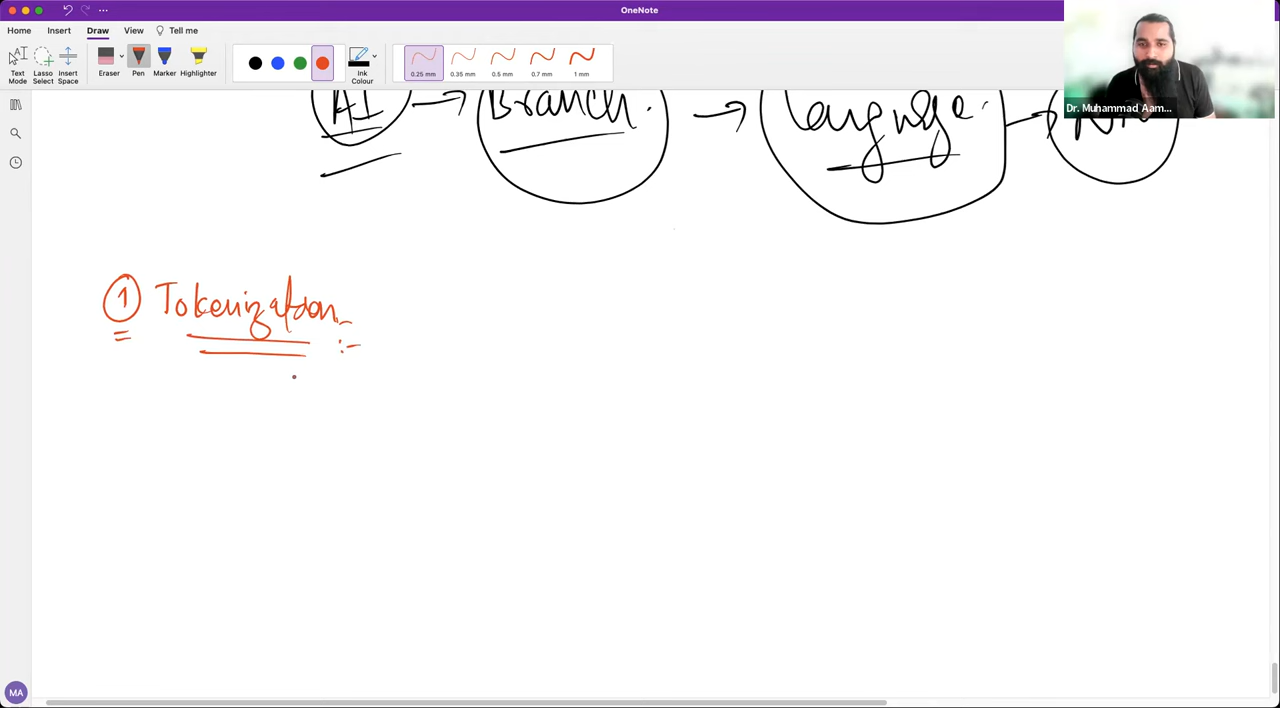 OneNote
Home Insert Draw View Tell me
Text Mode
Lasso Select
Insert Space
Eraser
Pen
Marker
Highlighter
Ink Colour
0.25 mm 0.35 mm 0.5 mm 0.7 mm 1 mm
Dr. Muhammad Aam...
AI → Branch. → Language. →
① Tokenization :-
MA